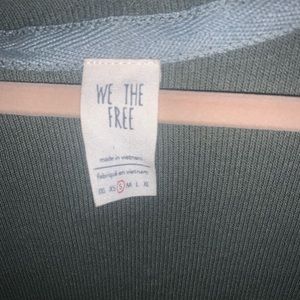 WE THE
FREE
made in vietnam
fabriqué en vietnam
XS S M L XL